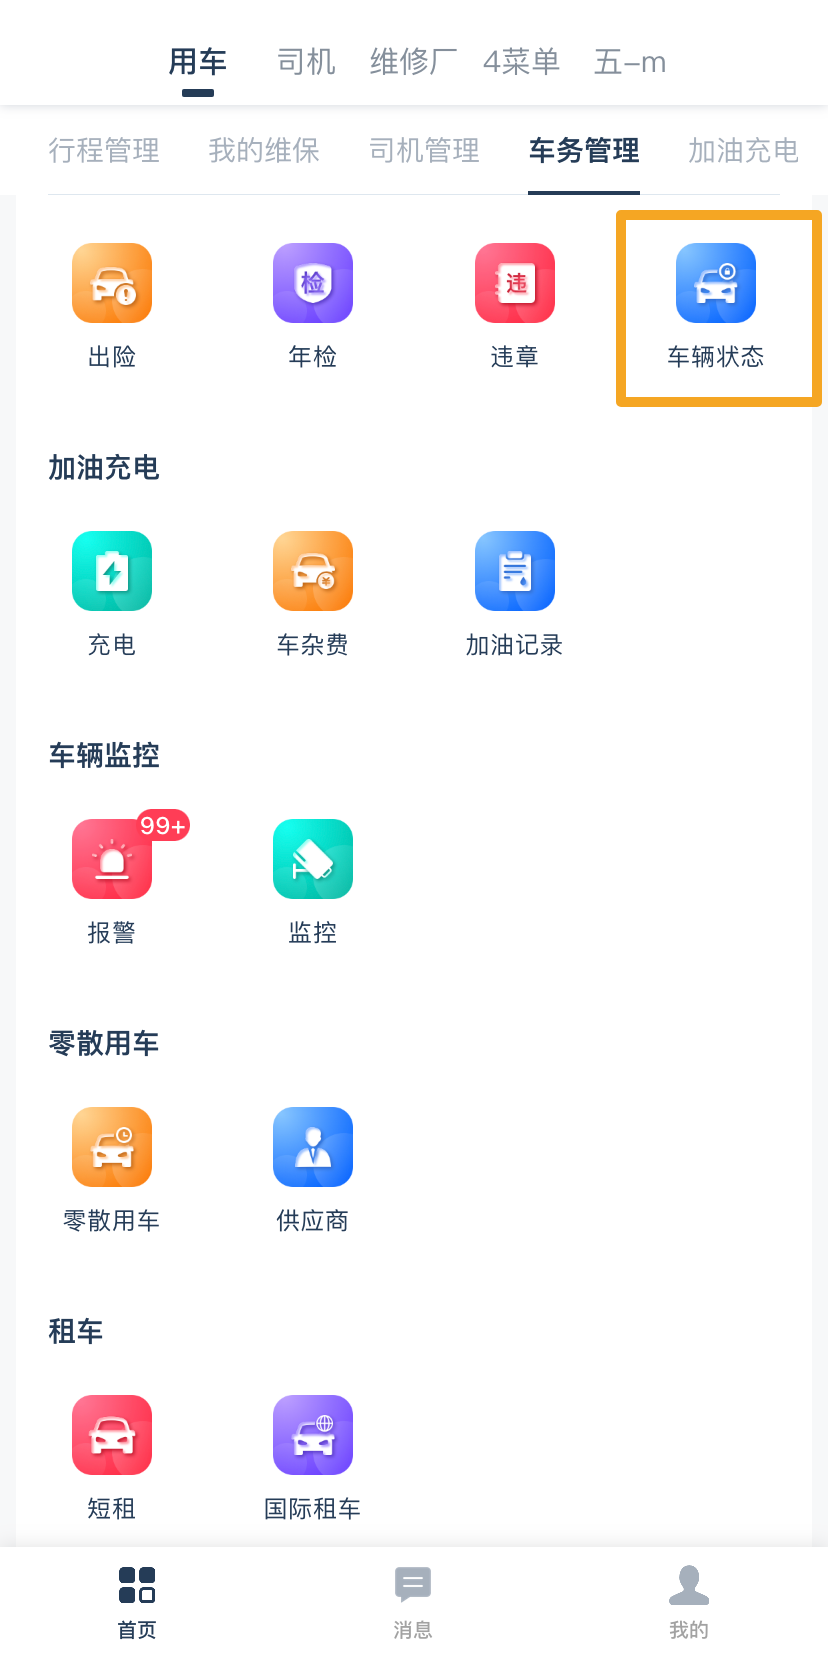 用车 司机 维修厂 4菜单 五–m
行程管理 我的维保 司机管理 车务管理 加油充电
检 违
出险 年检 违章 车辆状态
加油充电
¥
充电 车杂费 加油记录
车辆监控
99+
报警 监控
零散用车
零散用车 供应商
租车
短租 国际租车
首页 消息 我的